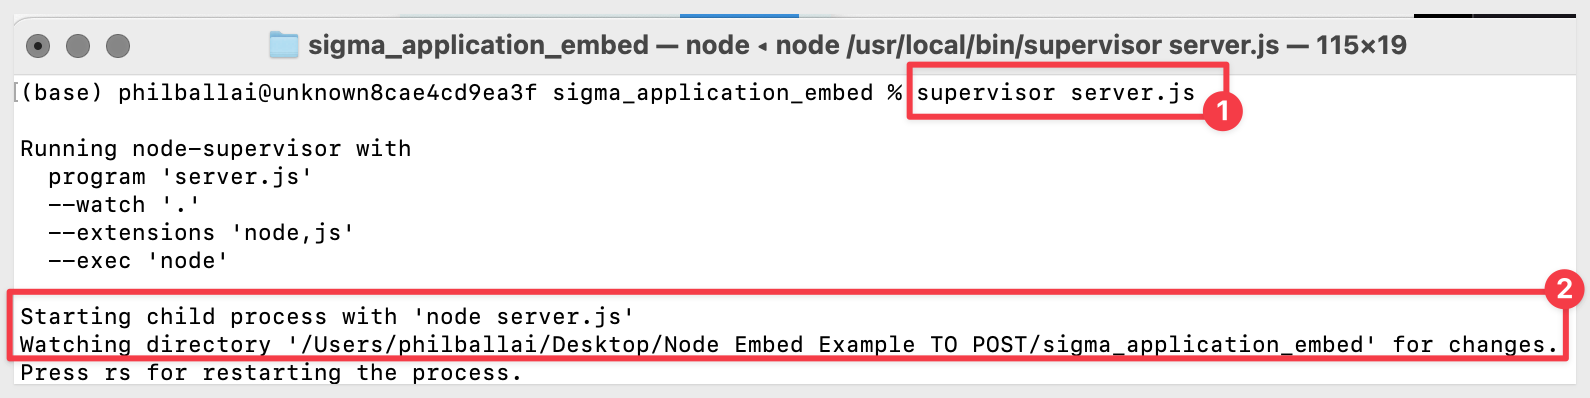 sigma_application_embed — node ◂ node /usr/local/bin/supervisor server.js — 115×19
[(base) philballai@unknown8cae4cd9ea3f sigma_application_embed % supervisor server.js
1
Running node-supervisor with
  program 'server.js'
  --watch '.'
  --extensions 'node,js'
  --exec 'node'
2
Starting child process with 'node server.js'
Watching directory '/Users/philballai/Desktop/Node Embed Example TO POST/sigma_application_embed' for changes.
Press rs for restarting the process.